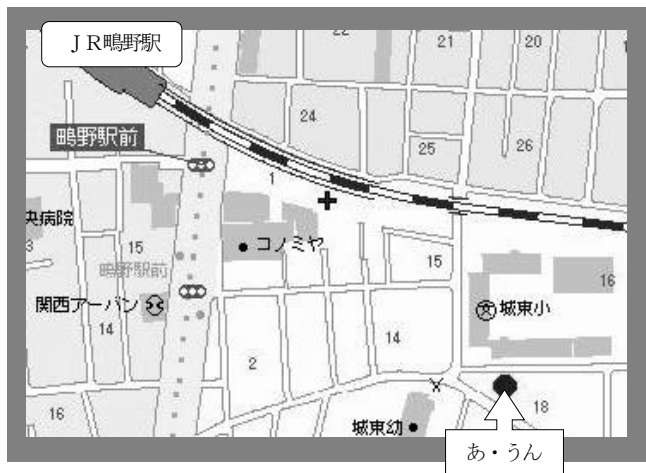 JR鴫野駅
22
21
20
24
鴫野駅前
25
26
1
央病院
3
15
コノミヤ
鴫野駅前
15
16
関西アーバン
城東小
14
14
2
16
18
城東幼
あ・うん